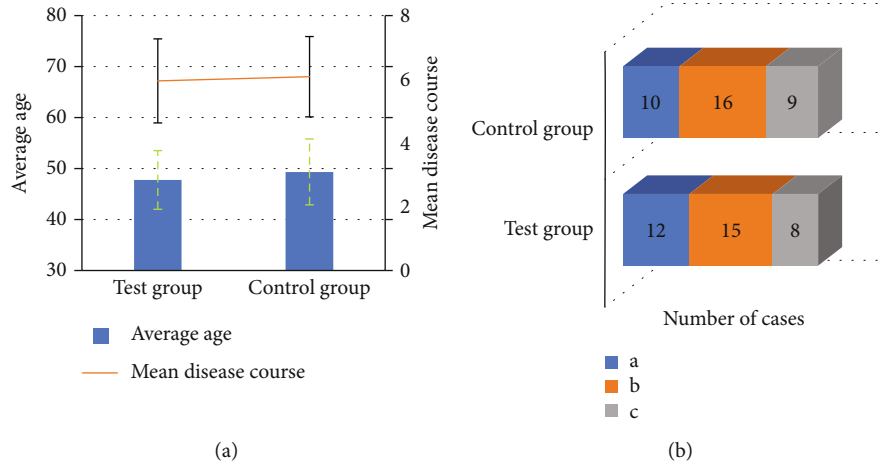 80
70
60
50
40
30
Average age
8
6
4
2
0
Mean disease course
Test group
Control group
Average age
Mean disease course
(a)
Control group
10
16
9
Test group
12
15
8
Number of cases
a
b
c
(b)